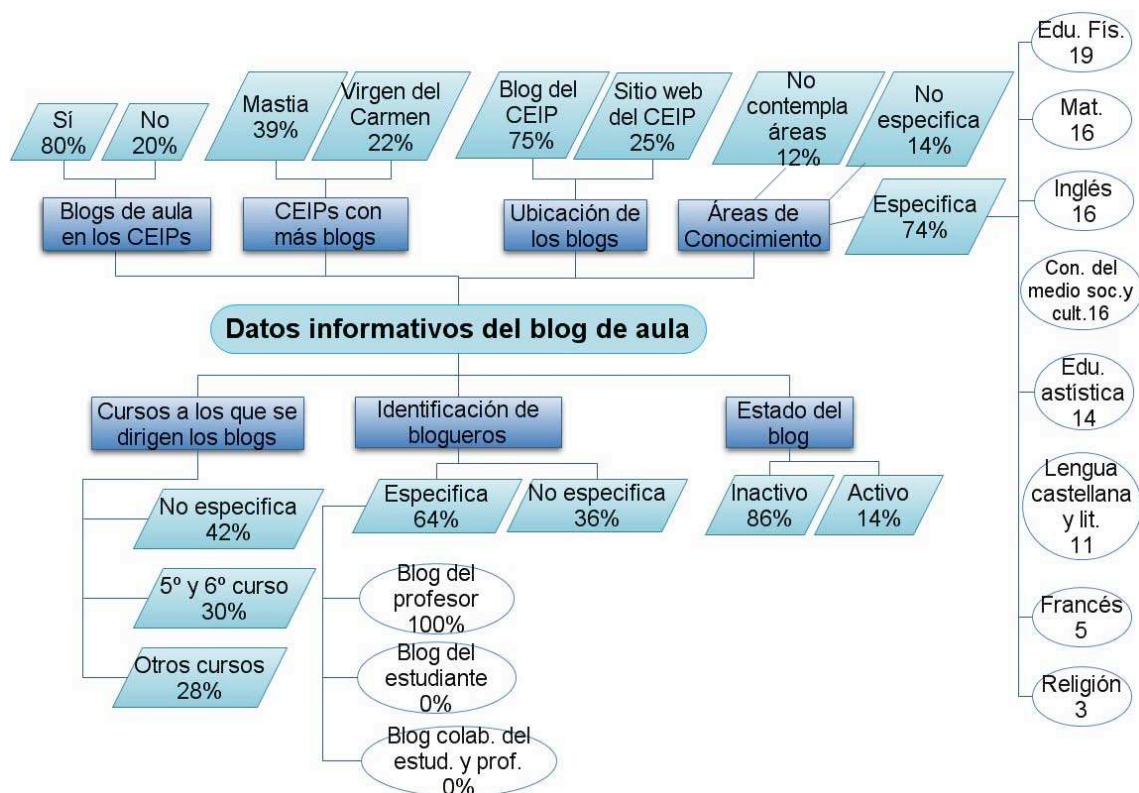 Sí
80%
No
20%
Mastia
39%
Virgen del
Carmen
22%
Blog del
CEIP
75%
Sitio web
del CEIP
25%
No
contempla
áreas
12%
No
especifica
14%
Blogs de aula
en los CEIPs
CEIPs con
más blogs
Ubicación de
los blogs
Áreas de
Conocimiento
Especifica
74%
Edu. Fís.
19
Mat.
16
Inglés
16
Con. del
medio soc.y
cult.16
Edu.
astística
14
Lengua
castellana
y lit.
11
Francés
5
Religión
3
Datos informativos del blog de aula
Cursos a los que se
dirigen los blogs
No especifica
42%
5º y 6º curso
30%
Otros cursos
28%
Identificación de
blogueros
Especifica
64%
No especifica
36%
Blog del
profesor
100%
Blog del
estudiante
0%
Blog colab. del
estud. y prof.
0%
Estado del
blog
Inactivo
86%
Activo
14%